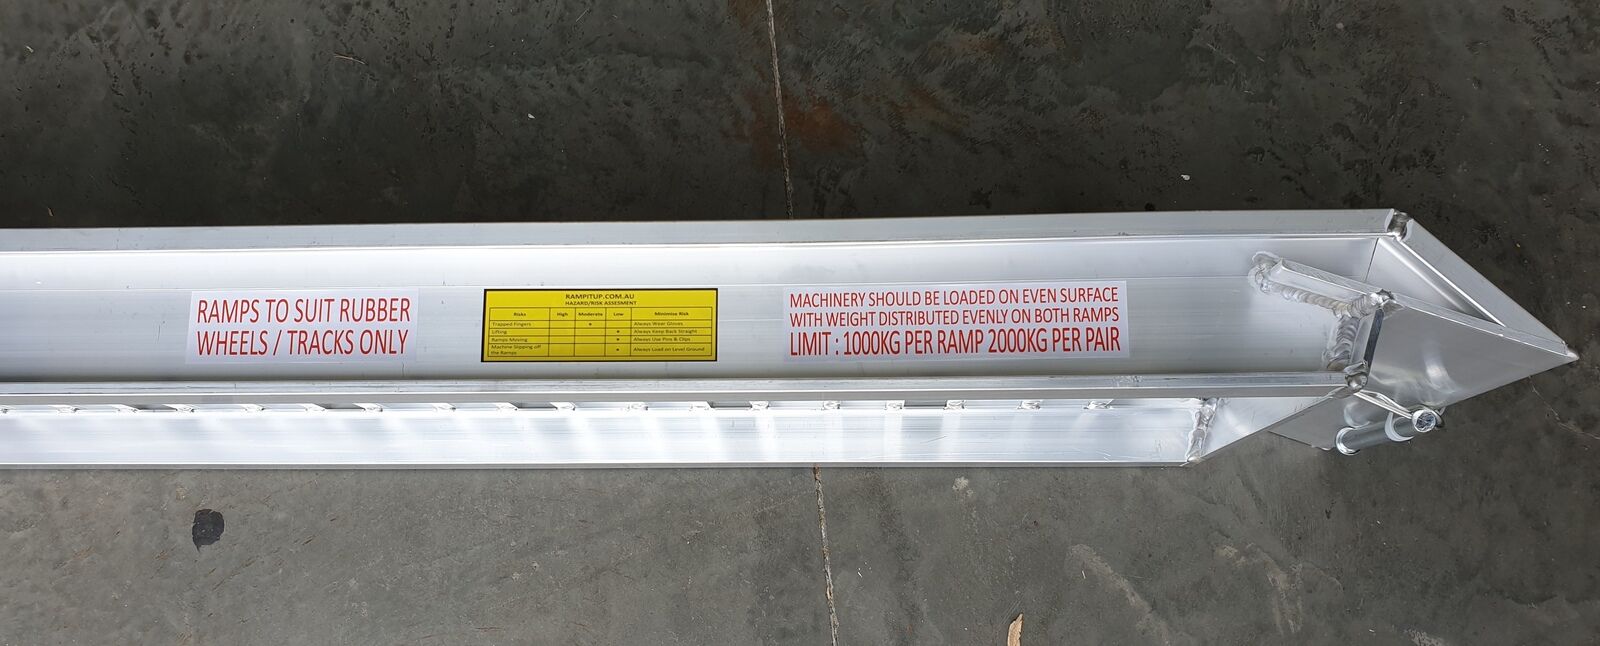 RAMPS TO SUIT RUBBER
WHEELS / TRACKS ONLY
RAMPITUP.COM.AU
HAZARD/RISK ASSESMENT
Risks High Moderate Low Minimise Risk
Trapped Fingers * Always Wear Gloves
Lifting * Always Keep Back Straight
Ramps Moving * Always Use Pins & Clips
Machine Slipping off
the Ramps * Always Load on Level Ground
MACHINERY SHOULD BE LOADED ON EVEN SURFACE
WITH WEIGHT DISTRIBUTED EVENLY ON BOTH RAMPS
LIMIT : 1000KG PER RAMP 2000KG PER PAIR